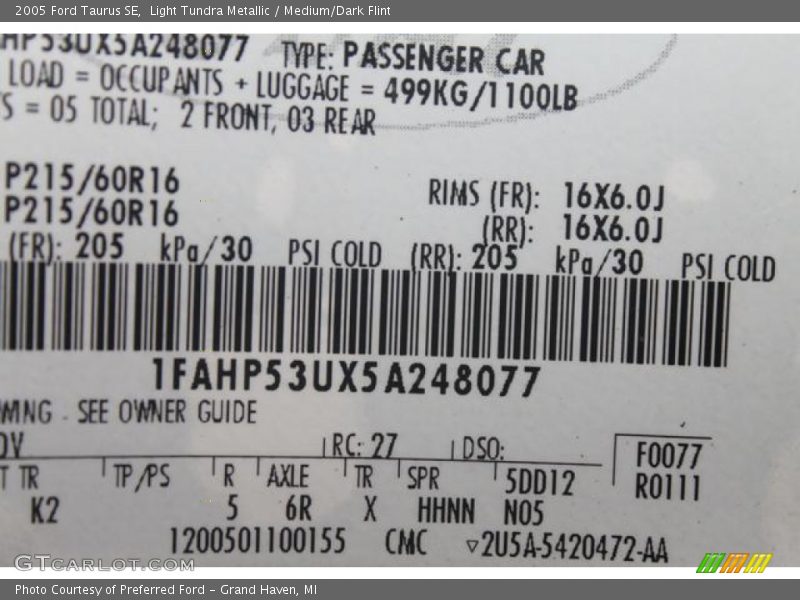 2005 Ford Taurus SE,  Light Tundra Metallic / Medium/Dark Flint
HP53UX5A248077 TYPE: PASSENGER CAR
LOAD = OCCUPANTS + LUGGAGE = 499KG/1100LB
S = 05 TOTAL; 2 FRONT, 03 REAR
P215/60R16 RIMS (FR): 16X6.0J
P215/60R16 (RR): 16X6.0J
(FR): 205 kPa/30 PSI COLD (RR): 205 kPa/30 PSI COLD
1FAHP53UX5A248077
MNG - SEE OWNER GUIDE
RC: 27 DSO: F0077
T TR TP/PS R AXLE TR SPR 5DD12 R0111
K2 5 6R X HHNN N05
1200501100155 CMC ▽2U5A-5420472-AA
GTCARLOT.COM
Photo Courtesy of Preferred Ford – Grand Haven, MI